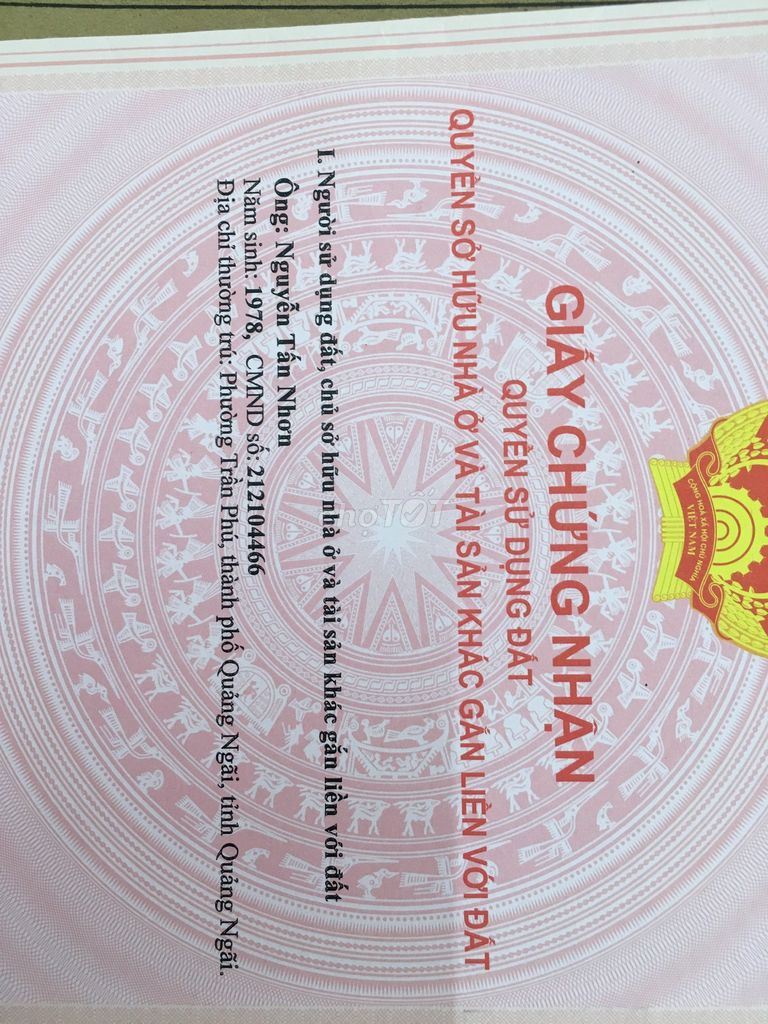 CỘNG HOÀ XÃ HỘI CHỦ NGHĨA
VIỆT NAM
GIẤY CHỨNG NHẬN
QUYỀN SỬ DỤNG ĐẤT
QUYỀN SỞ HỮU NHÀ Ở VÀ TÀI SẢN KHÁC GẮN LIỀN VỚI ĐẤT
I. Người sử dụng đất, chủ sở hữu nhà ở và tài sản khác gắn liền với đất
Ông: Nguyễn Tấn Nhơn
Năm sinh: 1978, CMND số: 212104466
Địa chỉ thường trú: Phường Trần Phú, thành phố Quảng Ngãi, tỉnh Quảng Ngãi.